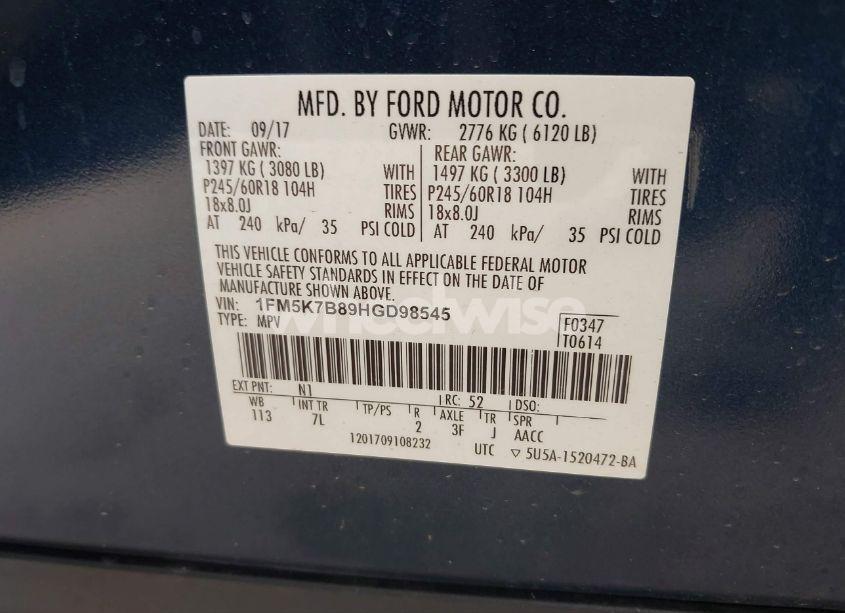 MFD. BY FORD MOTOR CO.
DATE: 09/17 GVWR: 2776 KG ( 6120 LB)
FRONT GAWR: REAR GAWR:
1397 KG ( 3080 LB) WITH 1497 KG ( 3300 LB) WITH
P245/60R18 104H TIRES P245/60R18 104H TIRES
18x8.0J RIMS 18x8.0J RIMS
AT 240 kPa/ 35 PSI COLD AT 240 kPa/ 35 PSI COLD
THIS VEHICLE CONFORMS TO ALL APPLICABLE FEDERAL MOTOR
VEHICLE SAFETY STANDARDS IN EFFECT ON THE DATE OF
MANUFACTURE SHOWN ABOVE.
VIN: 1FM5K7B89HGD98545
TYPE: MPV
F0347
T0614
wheelwise
EXT PNT: N1 RC: 52 DSO:
WB INT TR TP/PS R AXLE TR SPR
113 7L 2 3F J AACC
1201709108232 UTC ▽ 5U5A-1520472-BA